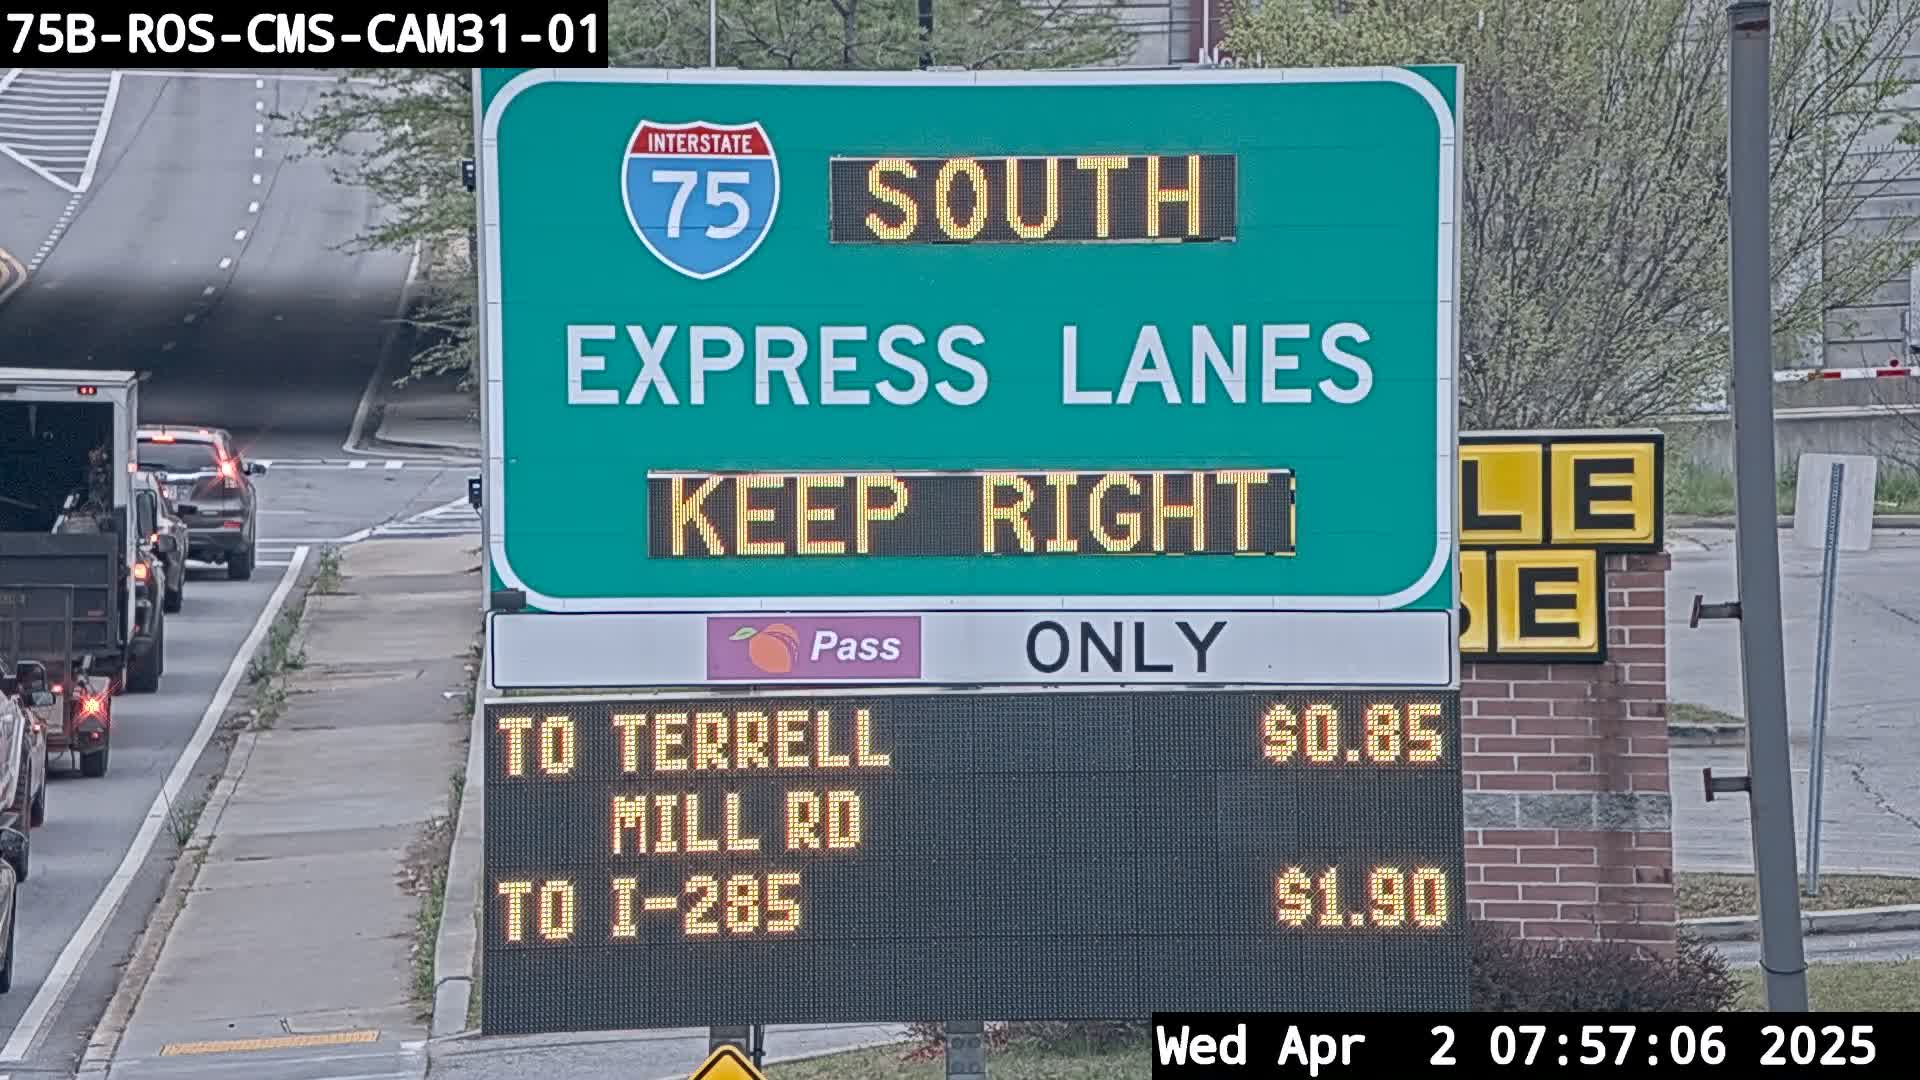 75B-ROS-CMS-CAM31-01
INTERSTATE
75
SOUTH
EXPRESS LANES
KEEP RIGHT
Pass ONLY
LE
E
TO TERRELL $0.85
MILL RD
TO I-285 $1.90
Wed Apr 2 07:57:06 2025